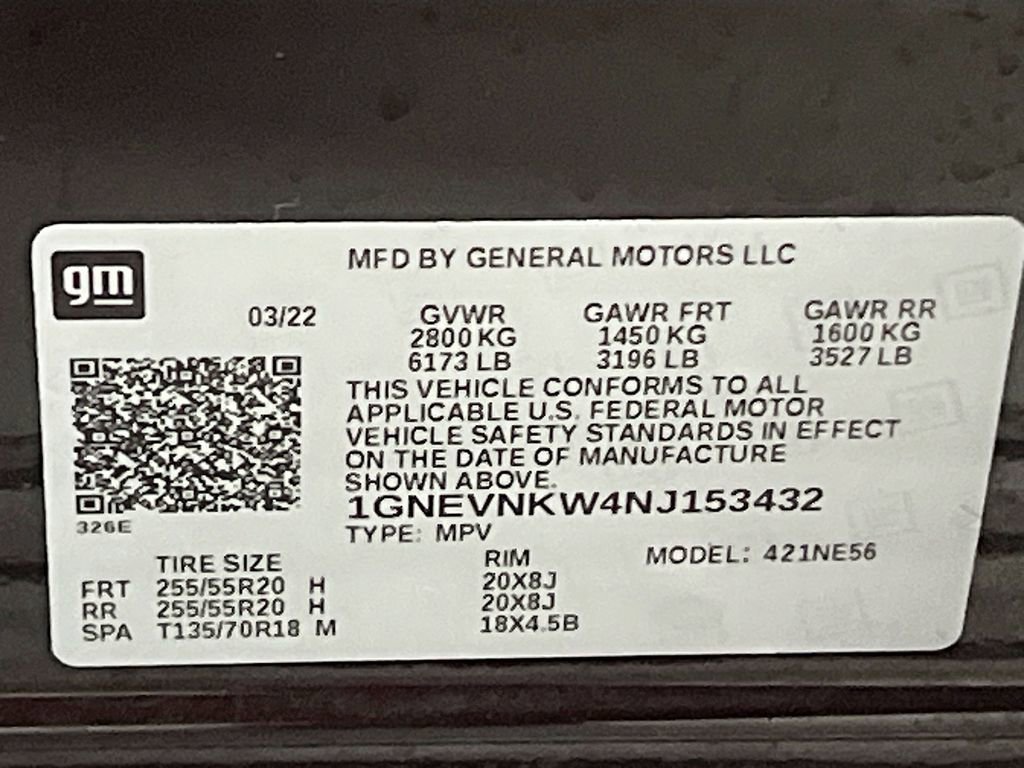 gm
MFD BY GENERAL MOTORS LLC
03/22 GVWR GAWR FRT GAWR RR
2800 KG 1450 KG 1600 KG
6173 LB 3196 LB 3527 LB
THIS VEHICLE CONFORMS TO ALL
APPLICABLE U.S. FEDERAL MOTOR
VEHICLE SAFETY STANDARDS IN EFFECT
ON THE DATE OF MANUFACTURE
SHOWN ABOVE.
1GNEVNKW4NJ153432
326E
TYPE: MPV
TIRE SIZE RIM MODEL: 421NE56
FRT 255/55R20 H 20X8J
RR 255/55R20 H 20X8J
SPA T135/70R18 M 18X4.5B